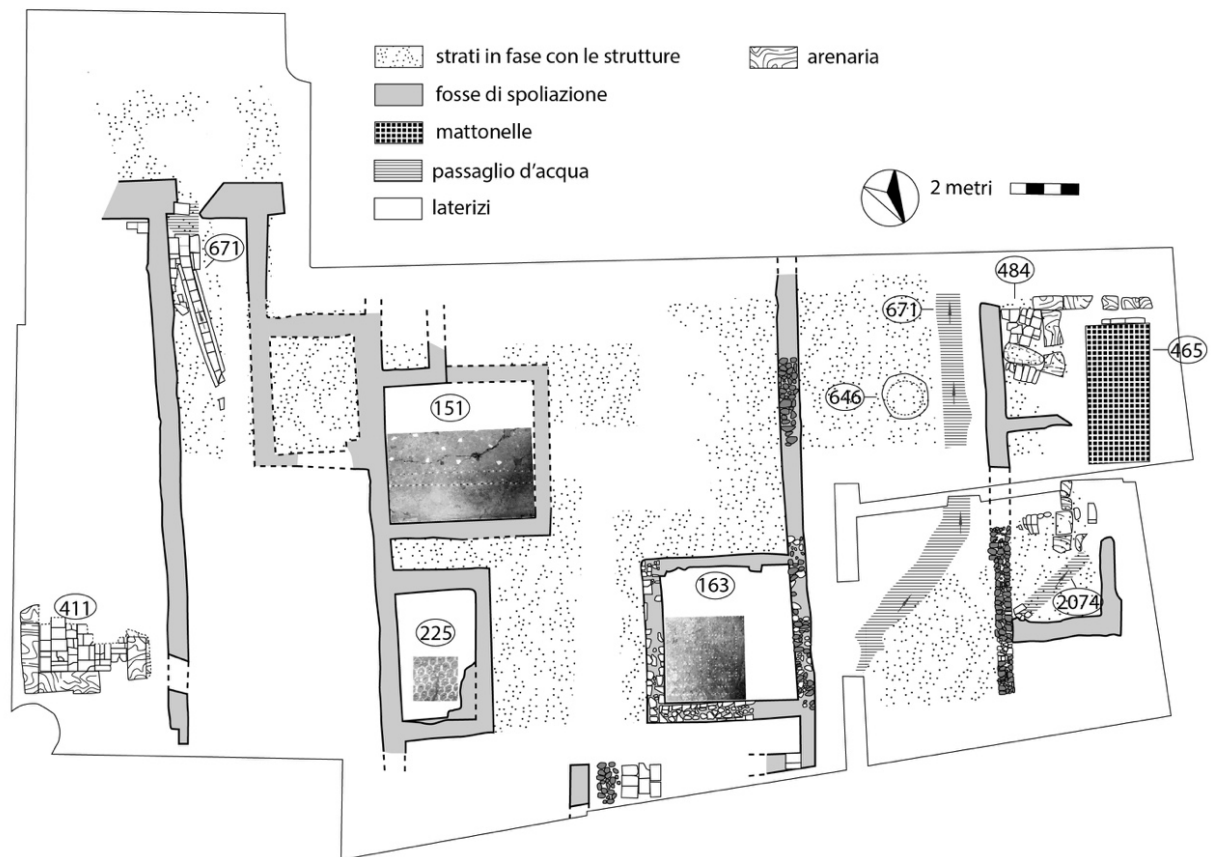 strati in fase con le strutture
arenaria
fosse di spoliazione
mattonelle
passaglio d'acqua
laterizi
2 metri
671
484
671
465
646
151
163
411
225
2074